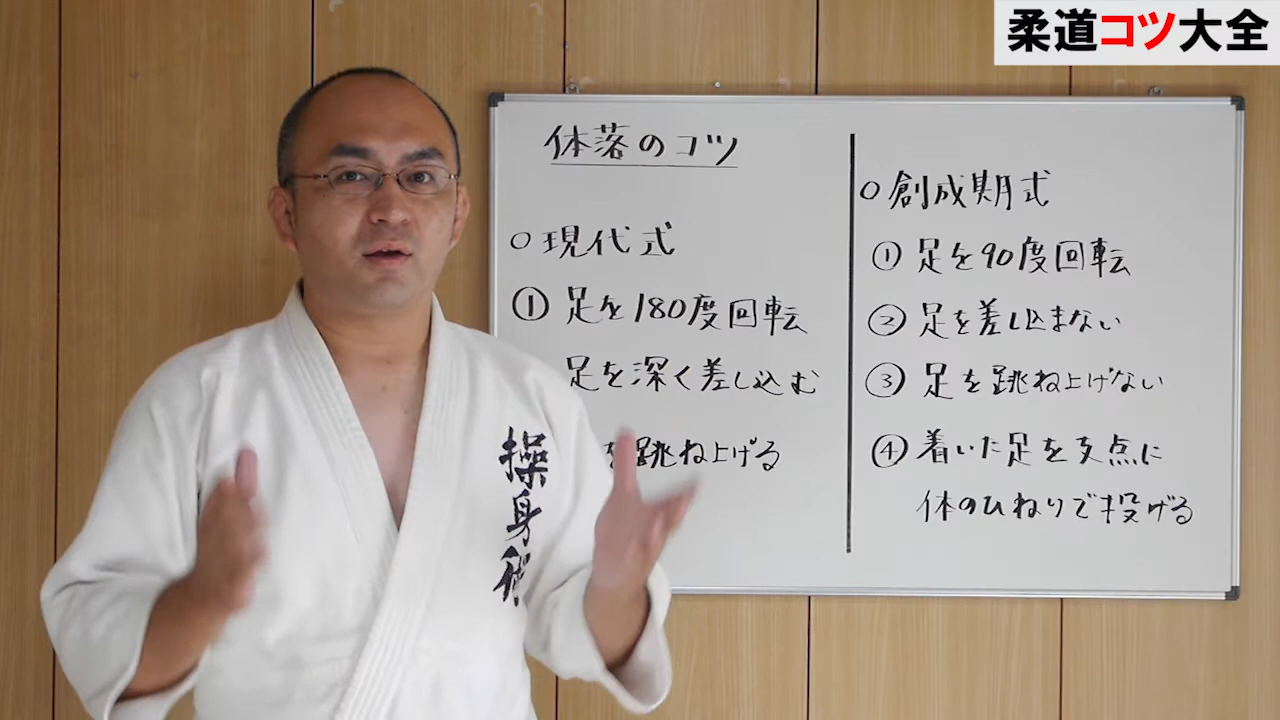 柔道コツ大全
体落のコツ
○現代式
① 足を180度回転
足を深く差し込む
を跳ね上げる
○創成期式
① 足を90度回転
② 足を差し込まない
③ 足を跳ね上げない
④ 着いた足を支点に
体のひねりで投げる
操身